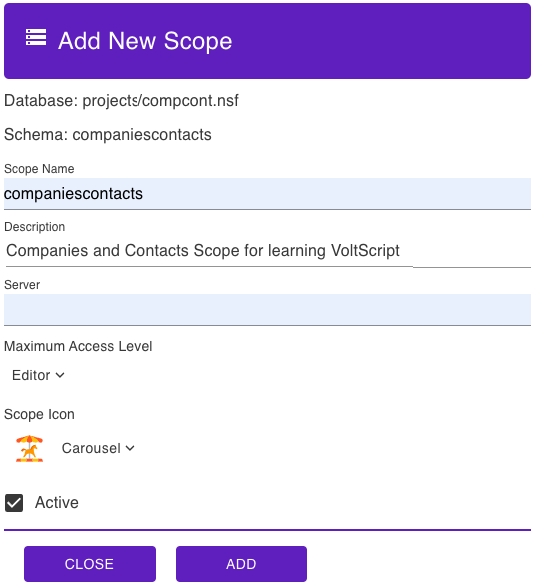 Add New Scope
Database: projects/compcont.nsf
Schema: companiescontacts
Scope Name
companiescontacts
Description
Companies and Contacts Scope for learning VoltScript
Server
Maximum Access Level
Editor
Scope Icon
Carousel
Active
CLOSE ADD